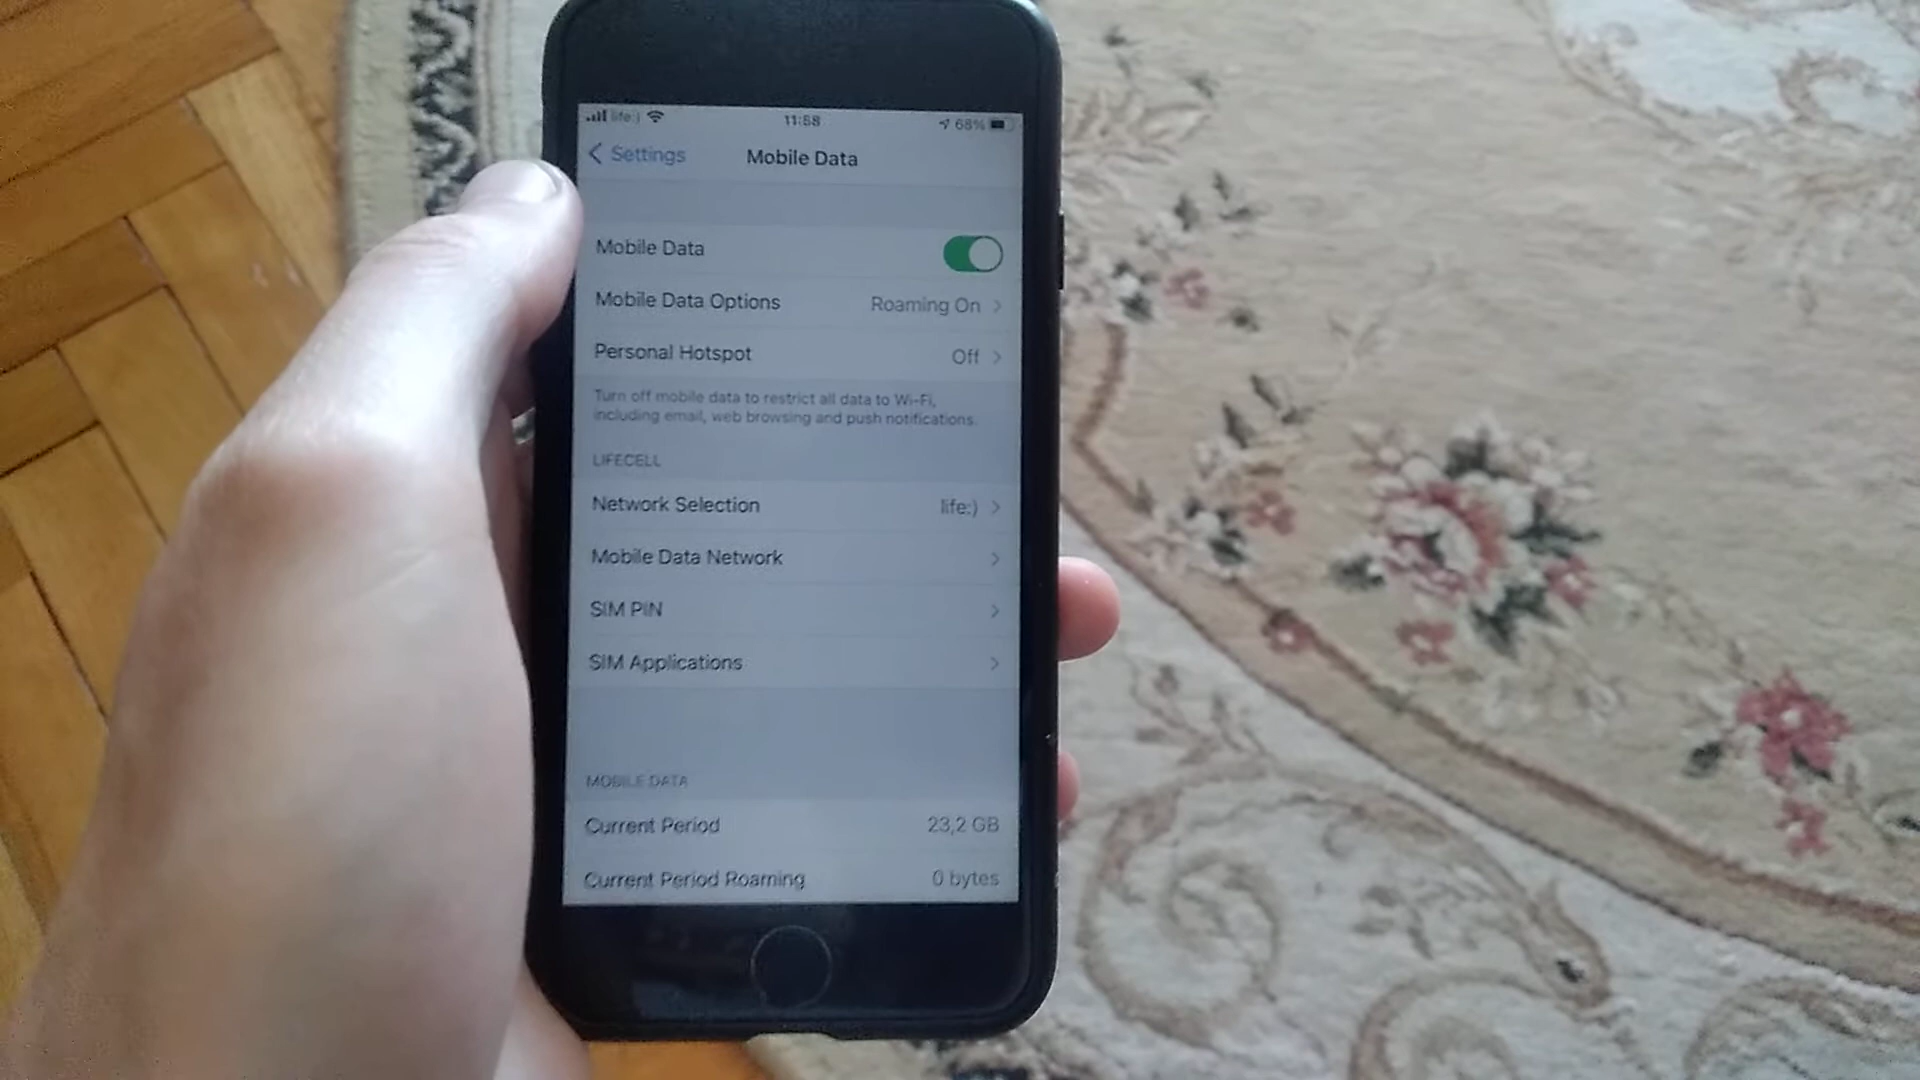 life:) 11:58 68%
Settings Mobile Data
Mobile Data
Mobile Data Options Roaming On
Personal Hotspot Off
Turn off mobile data to restrict all data to Wi-Fi,
including email, web browsing and push notifications.
LIFECELL
Network Selection life:)
Mobile Data Network
SIM PIN
SIM Applications
MOBILE DATA
Current Period 23,2 GB
Current Period Roaming 0 bytes